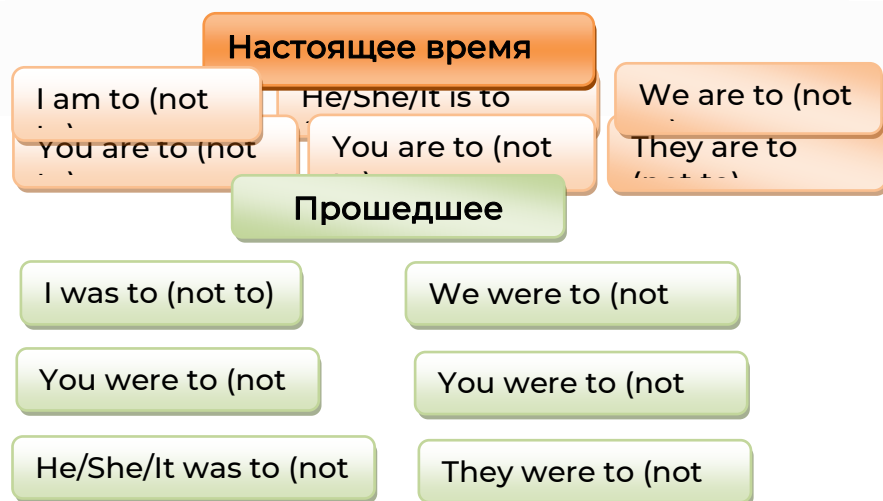 Настоящее время
I am to (not
He/She/It is to
We are to (not
You are to (not
You are to (not
They are to
(not to)
Прошедшее
I was to (not to)
We were to (not
You were to (not
You were to (not
He/She/It was to (not
They were to (not